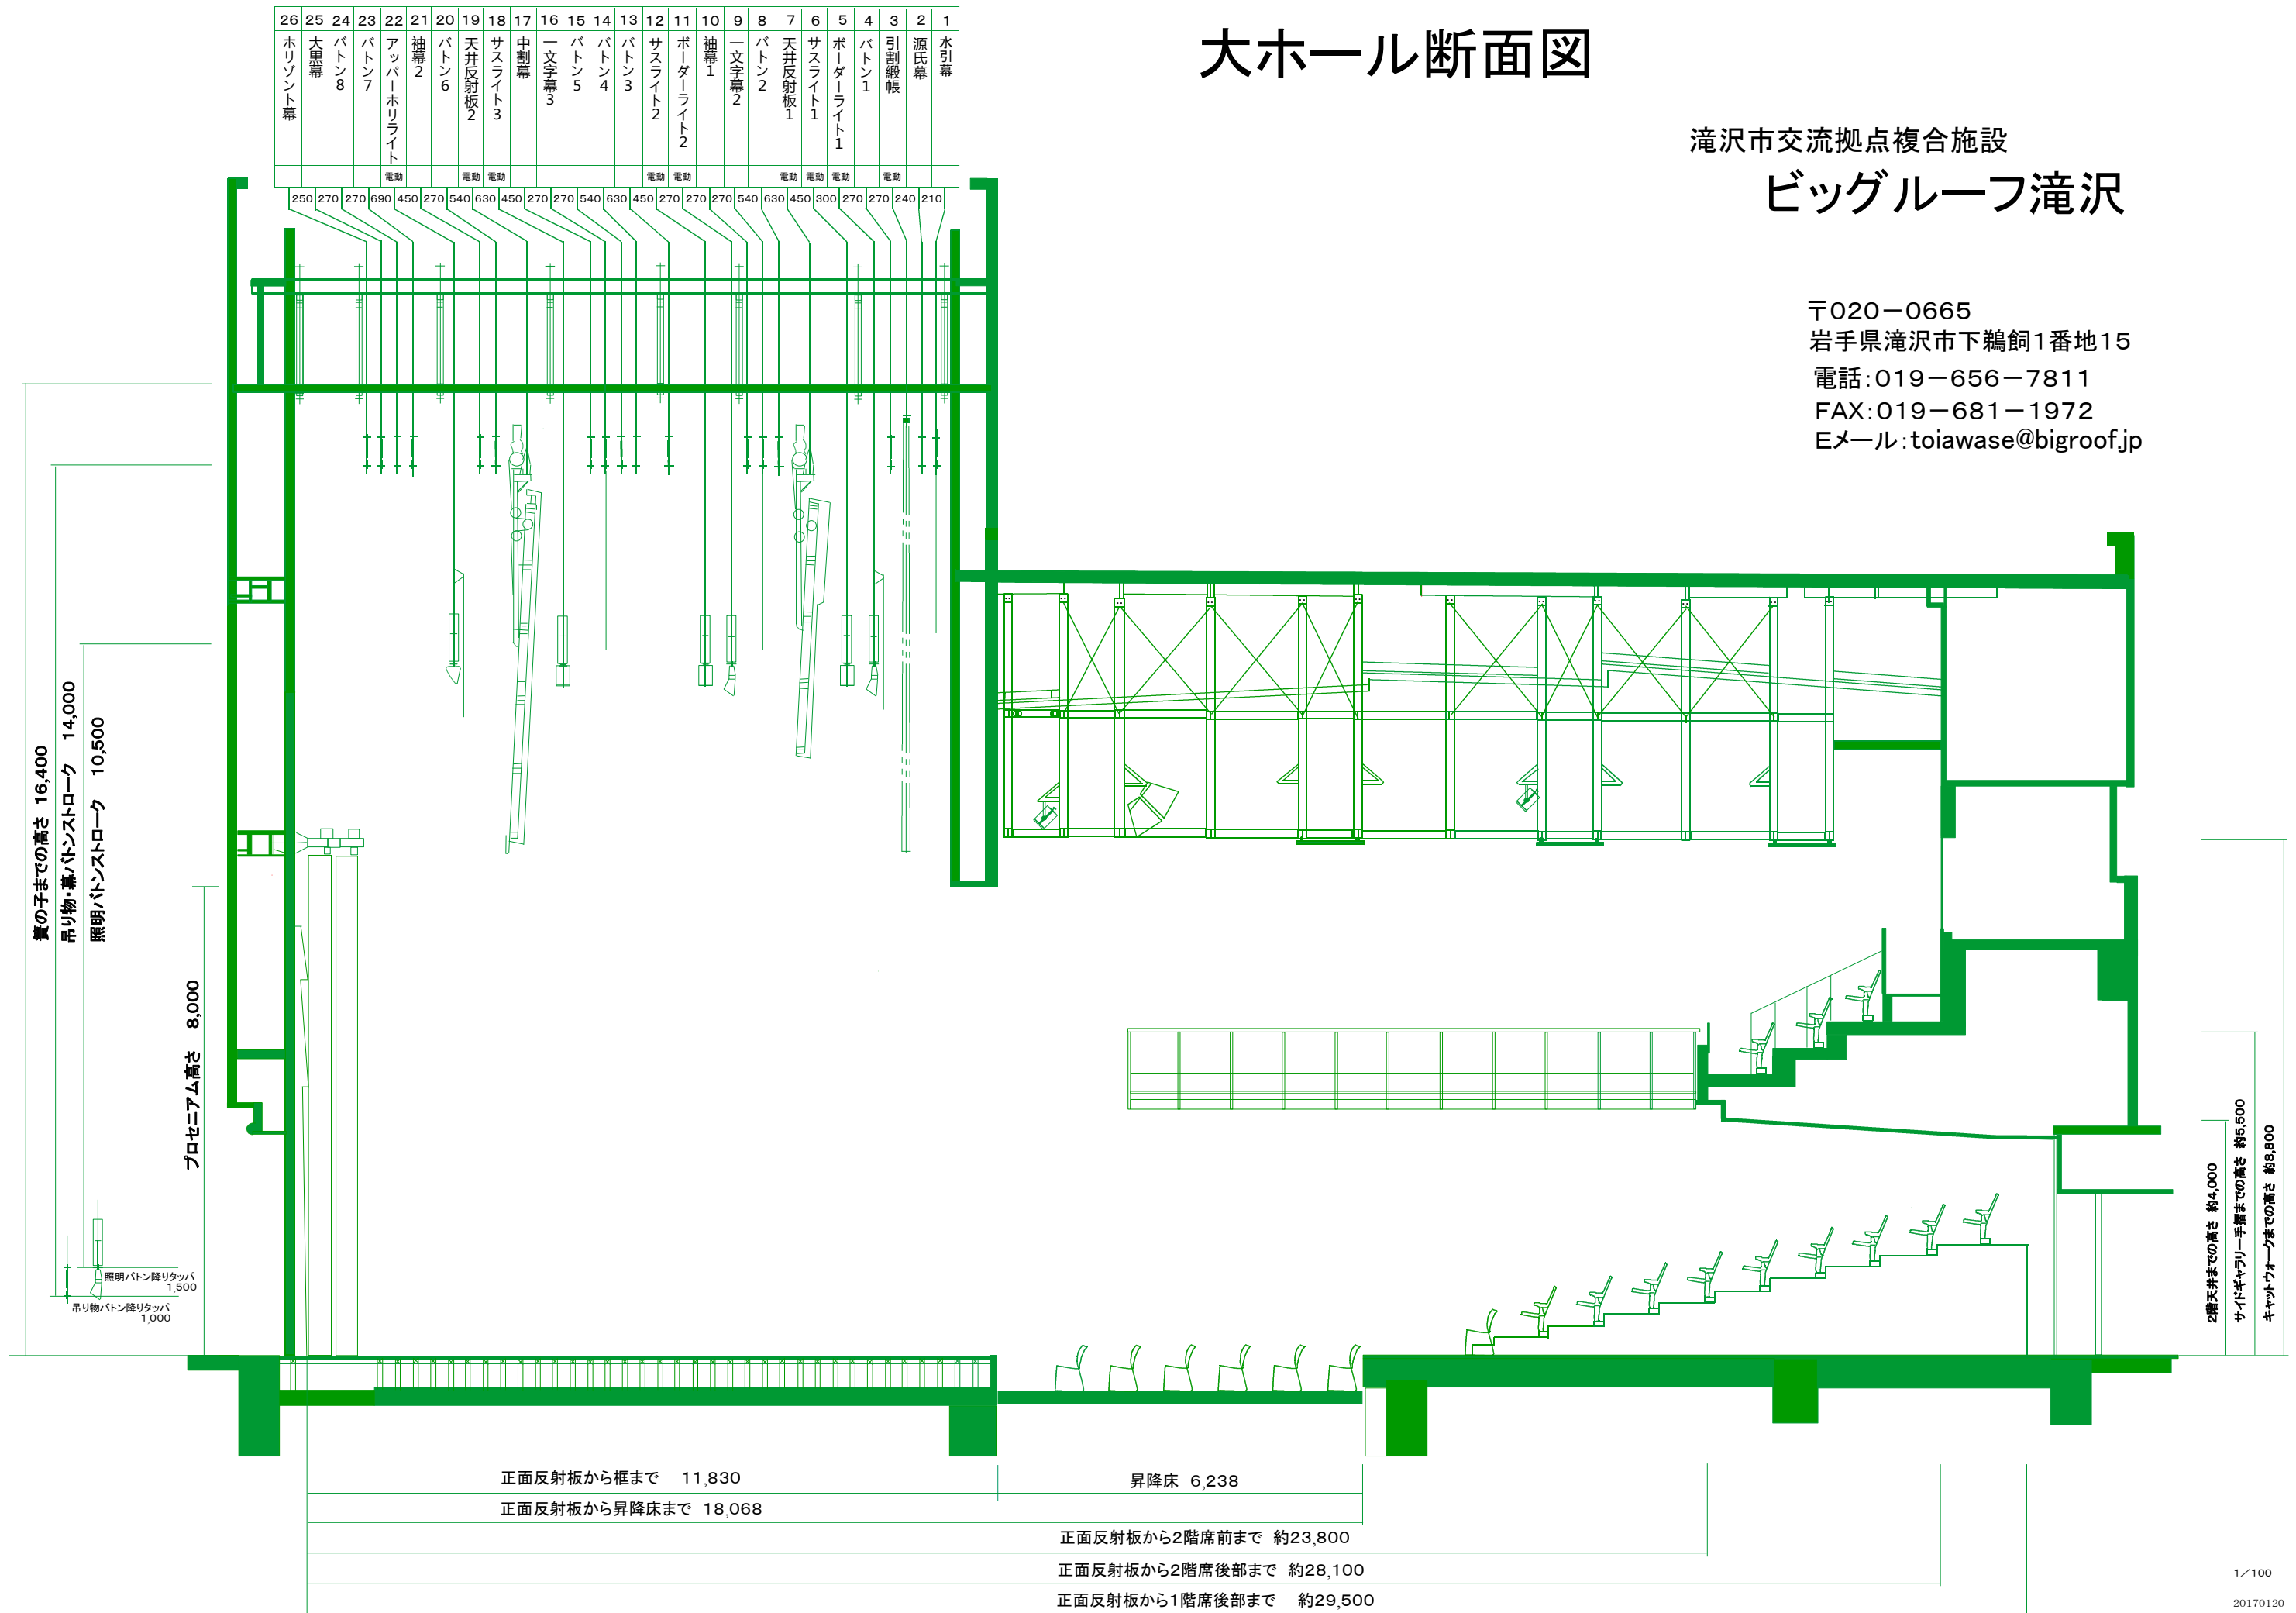 大ホール断面図
滝沢市交流拠点複合施設
ビッグルーフ滝沢
〒020－0665
岩手県滝沢市下鵜飼1番地15
電話:019－656－7811
FAX:019－681－1972
Eメール:toiawase@bigroof.jp
26 25 24 23 22 21 20 19 18 17 16 15 14 13 12 11 10 9 8 7 6 5 4 3 2 1
ホリゾント幕
大黒幕
バトン8
バトン7
アッパーホリライト 電動
袖幕2
バトン6
天井反射板2 電動
サスライト3 電動
中割幕
一文字幕3
バトン5
バトン4
バトン3
サスライト2 電動
ボーダーライト2 電動
袖幕1
一文字幕2
バトン2
天井反射板1 電動
サスライト1 電動
ボーダーライト1 電動
バトン1
引割緞帳 電動
源氏幕
水引幕
250 270 270 690 450 270 540 630 450 270 270 540 630 450 270 270 270 540 630 450 300 270 270 240 210
簀の子までの高さ 16,400
吊り物・幕バトンストローク 14,000
照明バトンストローク 10,500
プロセニアム高さ 8,000
照明バトン降りタッパ
1,500
吊り物バトン降りタッパ
1,000
2階天井までの高さ 約4,000
サイドギャラリー手摺までの高さ 約5,500
キャットウォークまでの高さ 約8,800
正面反射板から框まで 11,830
昇降床 6,238
正面反射板から昇降床まで 18,068
正面反射板から2階席前まで 約23,800
正面反射板から2階席後部まで 約28,100
正面反射板から1階席後部まで 約29,500
1／100
20170120